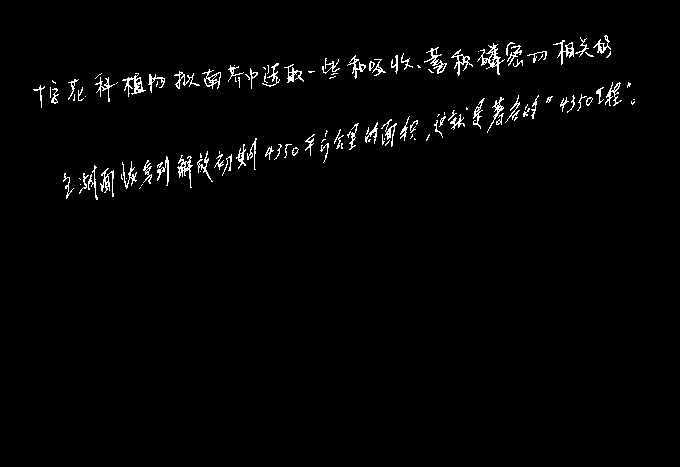 十字花科植物拟南芥中选取一些和吸收、蓄积磷密切相关的
全湖面恢复到解放初期4350平方公里的面积，这就是著名的“4350工程”。